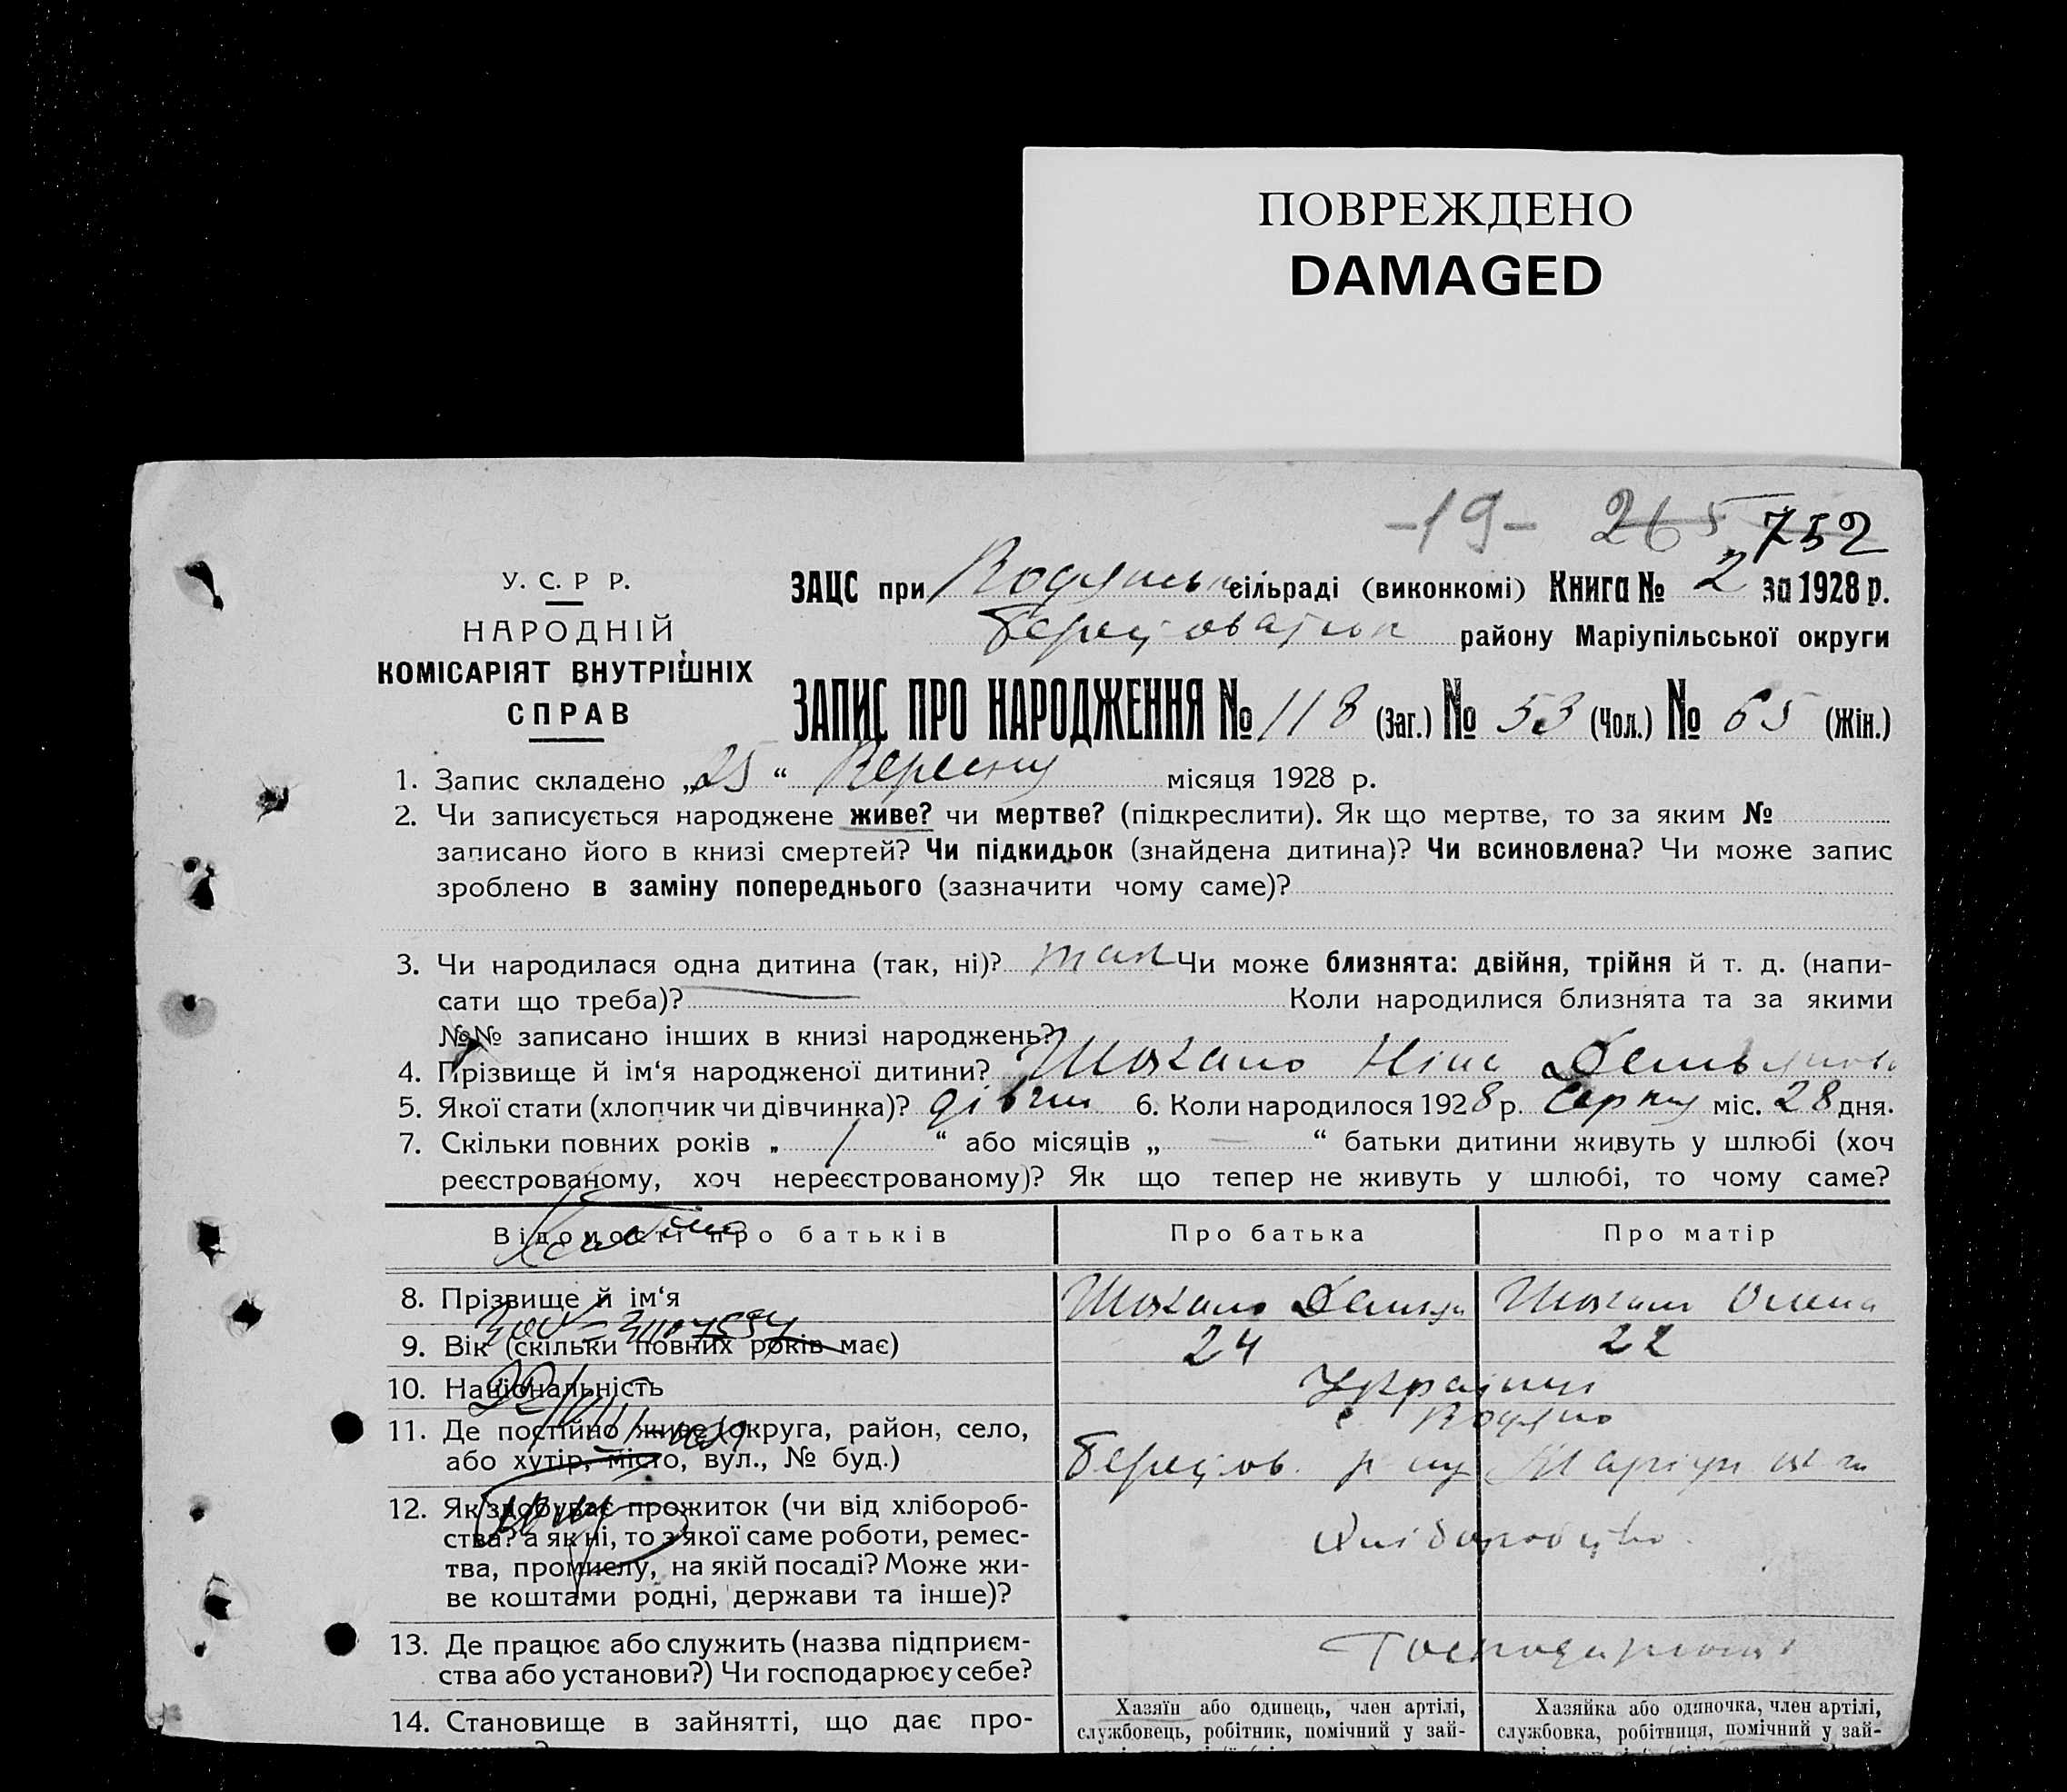 ПОВРЕЖДЕНО
DAMAGED
-19- 265 752
У. С. Р Р.
НАРОДНІЙ
КОМІСАРІЯТ ВНУТРІШНІХ
СПРАВ
ЗАЦС при сільраді (виконкомі) Книга № 2 за 1928 р.
району Маріупільської округи
ЗАПИС ПРО НАРОДЖЕННЯ № 118 (Заг.) № 53 (Чол.) № 65 (Жін.)
1. Запис складено „25“ Вересня місяця 1928 р.
2. Чи записується народжене живе? чи мертве? (підкреслити). Як що мертве, то за яким №
записано його в книзі смертей? Чи підкидьок (знайдена дитина)? Чи всиновлена? Чи може запис
зроблено в заміну попереднього (зазначити чому саме)?
3. Чи народилася одна дитина (так, ні)? так Чи може близнята: двійня, трійня й т. д. (напи-
сати що треба)? Коли народилися близнята та за якими
№№ записано інших в книзі народжень?
4. Прізвище й ім‘я народженої дитини? Ніна
5. Якої стати (хлопчик чи дівчинка)? дівчин 6. Коли народилося 1928 р. Серпня міс. 28 дня.
7. Скільки повних років „ 1 “ або місяців „ — “ батьки дитини живуть у шлюбі (хоч
реєстрованому, хоч нереєстрованому)? Як що тепер не живуть у шлюбі, то чому саме?
Відомості про батьків Про батька Про матір
8. Прізвище й ім‘я Олена
9. Вік (скільки повних років має) 24 22
10. Національність Українці
11. Де постійно живе (округа, район, село, с. Водяно
або хутір, місто, вул., № буд.)
12. Як здобуває прожиток (чи від хлібороб-
ства? а як ні, то з якої саме роботи, ремес- Хліборобство
тва, промислу, на якій посаді? Може жи-
ве коштами родні, держави та інше)?
13. Де працює або служить (назва підприєм-
ства або установи?) Чи господарює у себе?
14. Становище в зайнятті, що дає про-
Хазяїн або одинець, член артілі,
службовець, робітник, помічний у зай-
Хазяйка або одиночка, член артілі,
службовка, робітниця, помічний у зай-